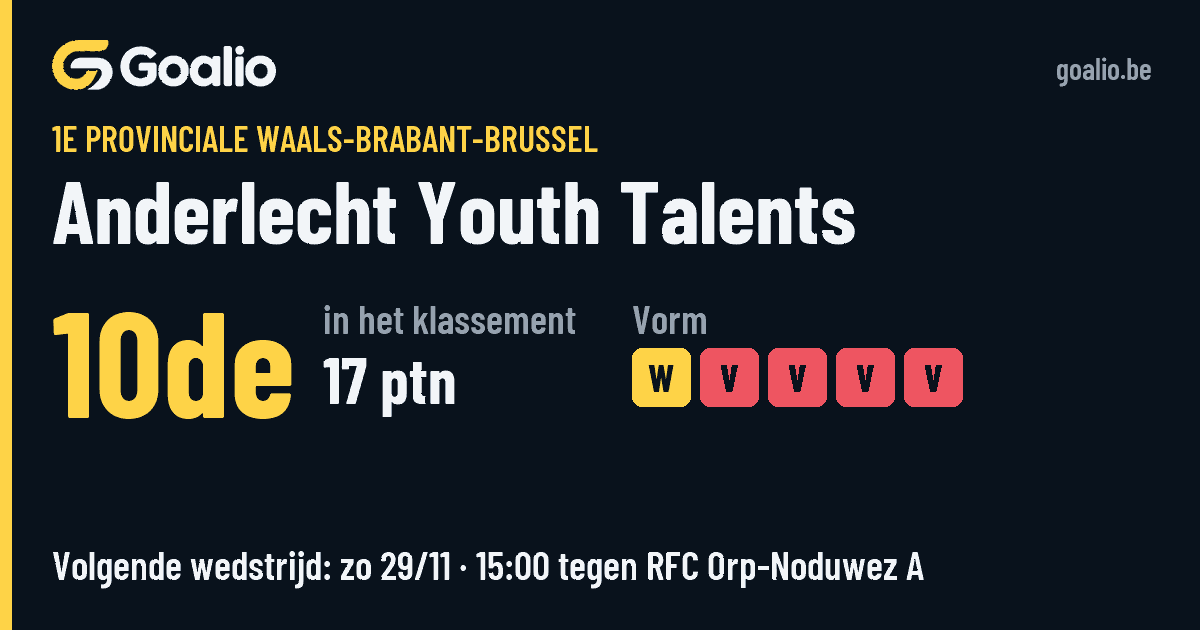 Goalio
goalio.be
1E PROVINCIALE WAALS-BRABANT-BRUSSEL
Anderlecht Youth Talents
10de
in het klassement
17 ptn
Vorm
W V V V V
Volgende wedstrijd: zo 29/11 · 15:00 tegen RFC Orp-Noduwez A